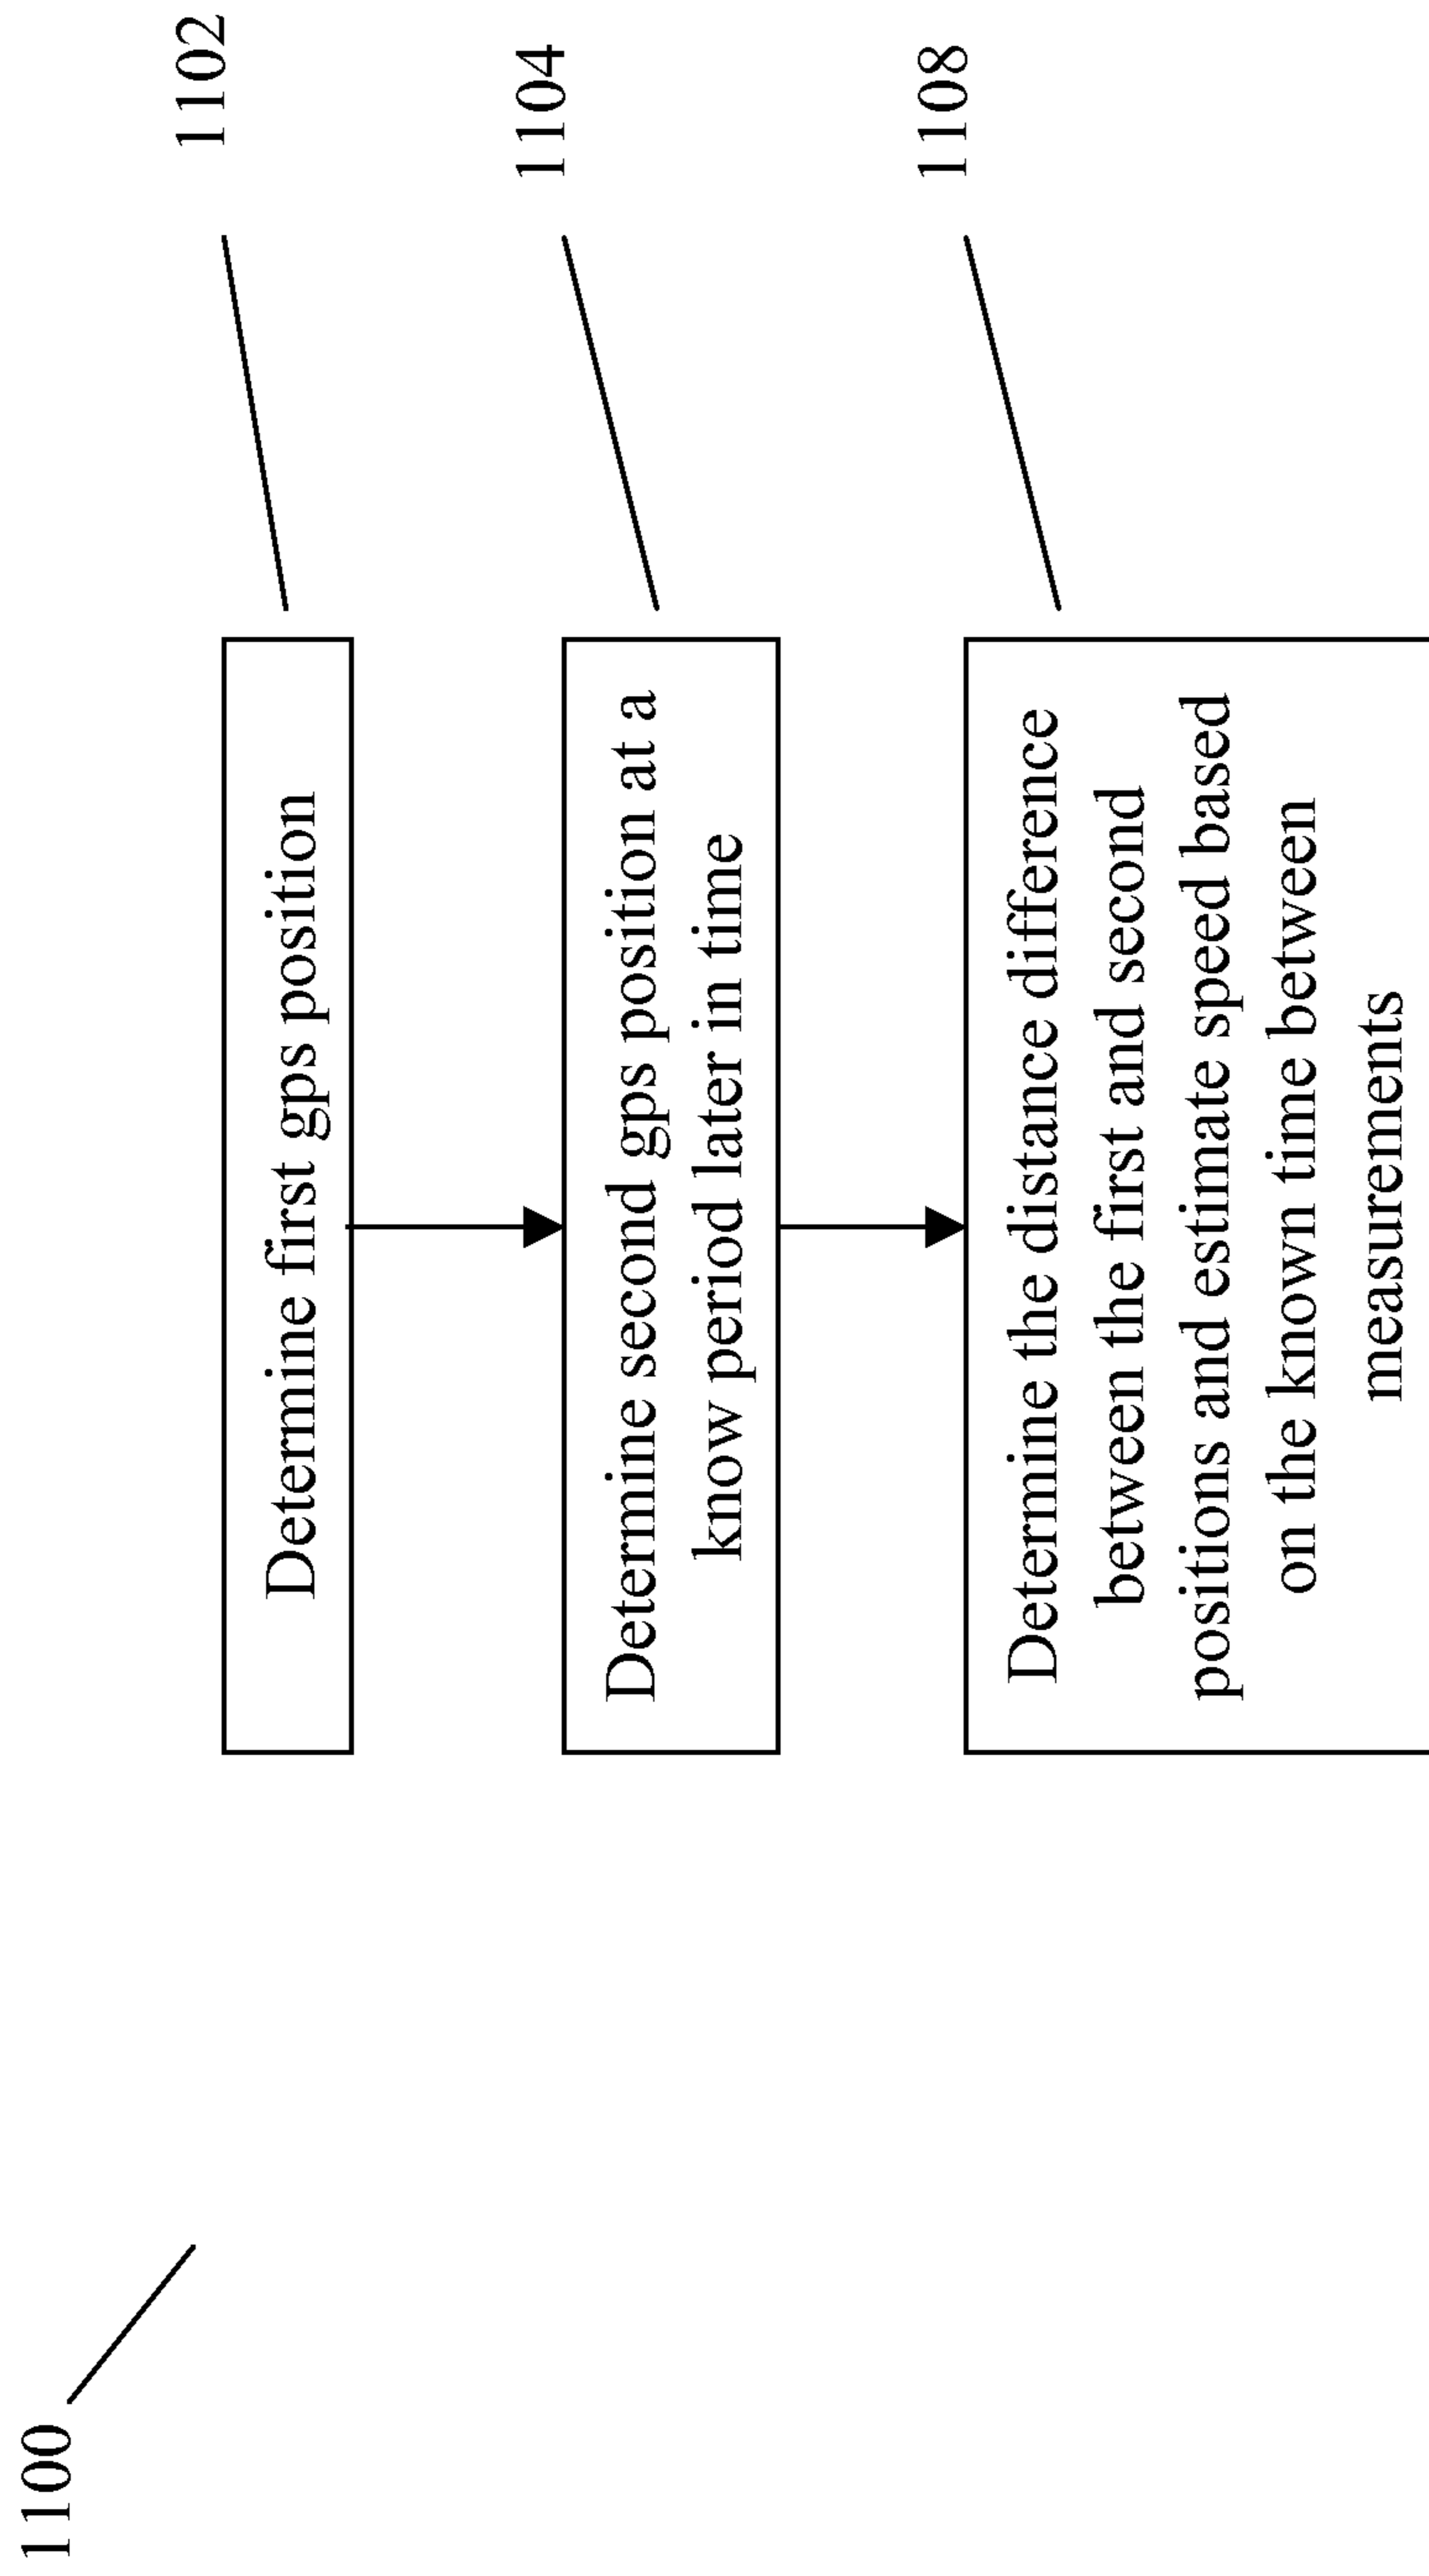 1100
Determine first gps position
1102
Determine second gps position at a
know period later in time
1104
Determine the distance difference
between the first and second
positions and estimate speed based
on the known time between
measurements
1108